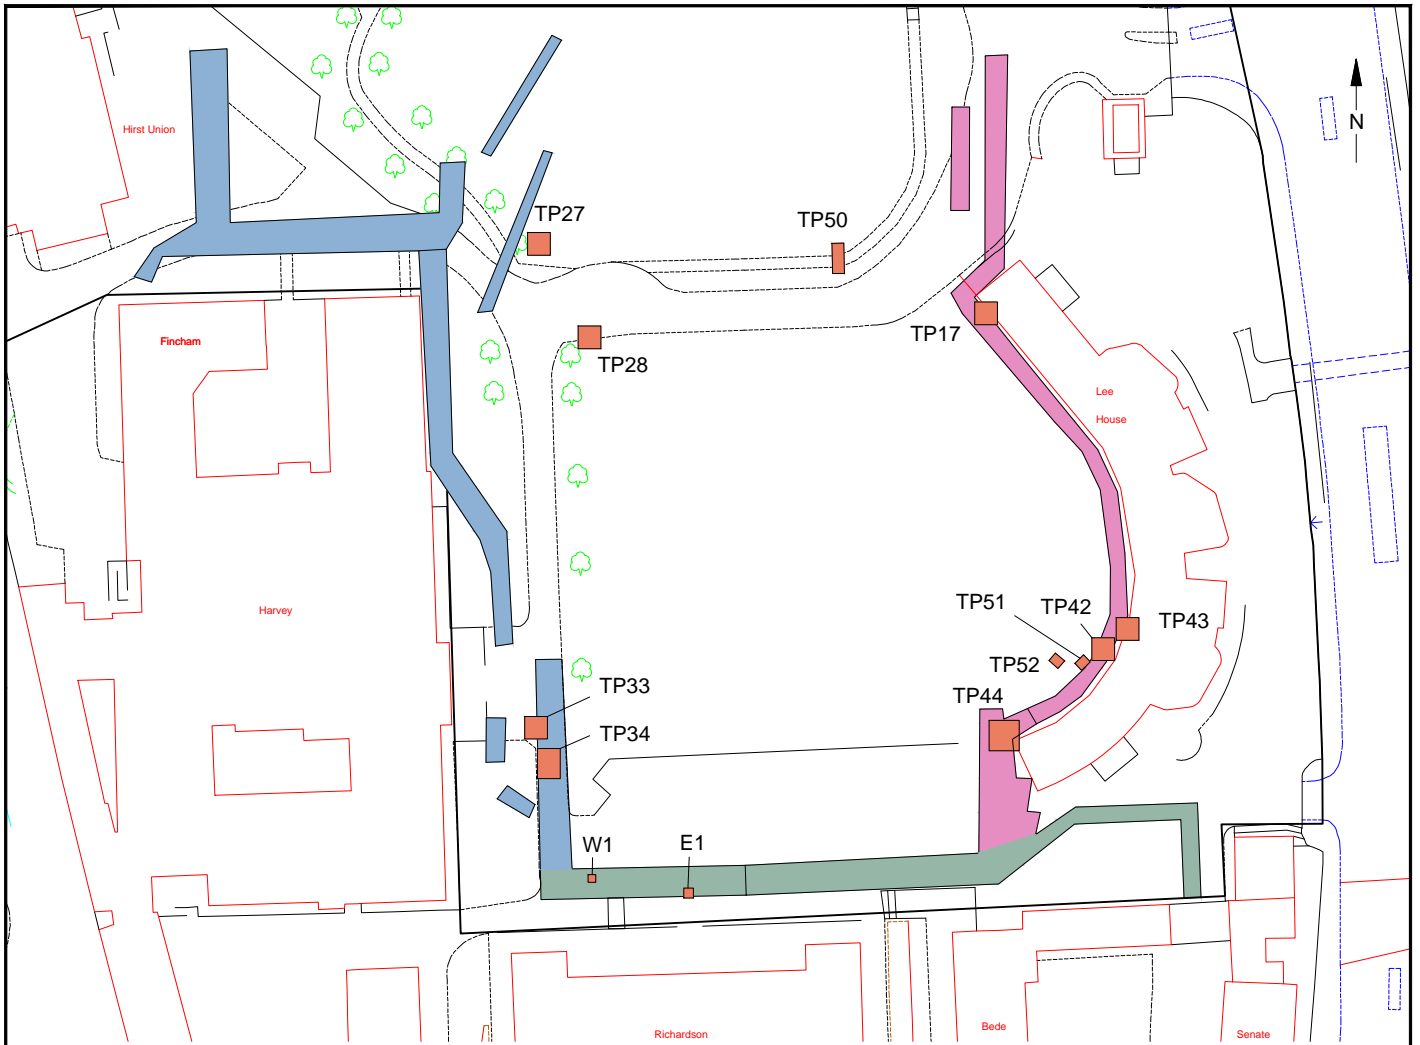 Hirst Union
N
TP27
TP50
TP17
Fincham
TP28
Lee
House
Harvey
TP51
TP42
TP43
TP52
TP33
TP44
TP34
W1
E1
Bede
Richardson
Senate